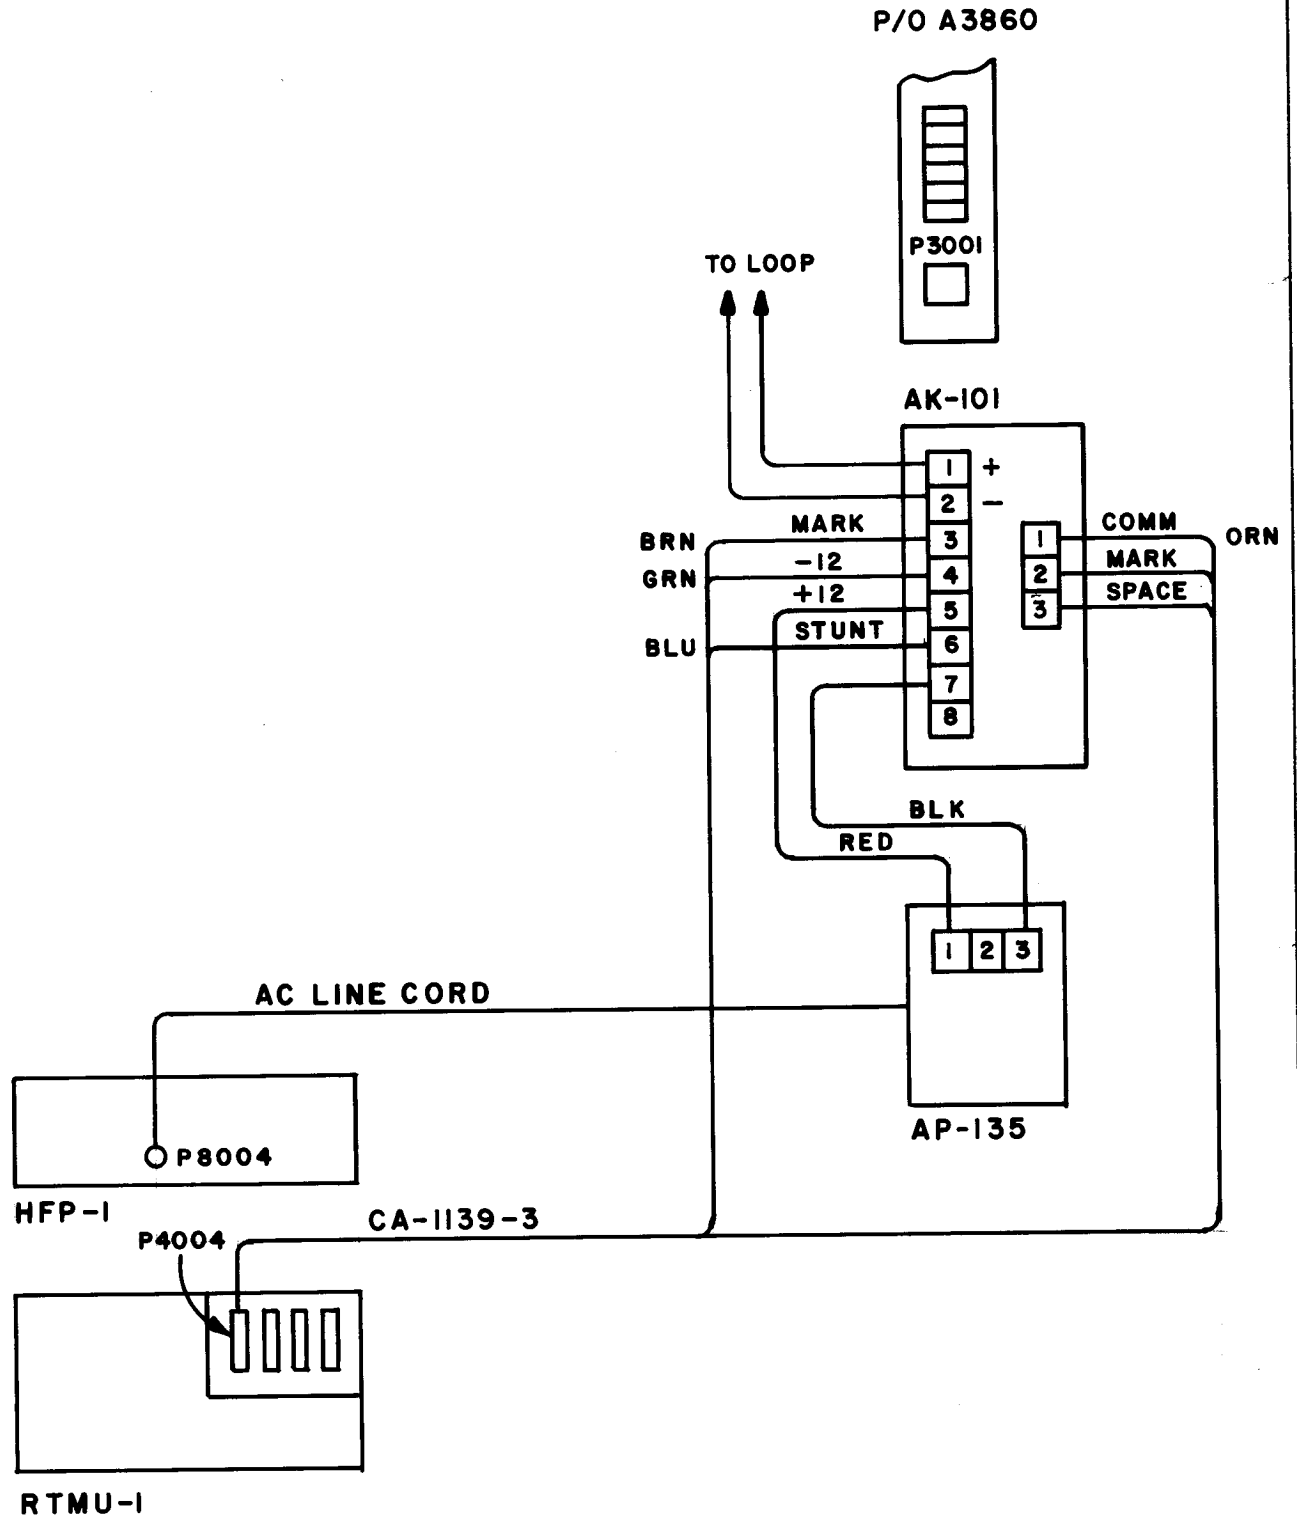 P/O A3860
P3001
TO LOOP
AK-101
1 +
2 −
BRN MARK 3
GRN -12 4
+12 5
BLU STUNT 6
7
8
1 COMM ORN
2 MARK
3 SPACE
BLK
RED
1 2 3
AC LINE CORD
AP-135
P8004
HFP-1
CA-1139-3
P4004
RTMU-1